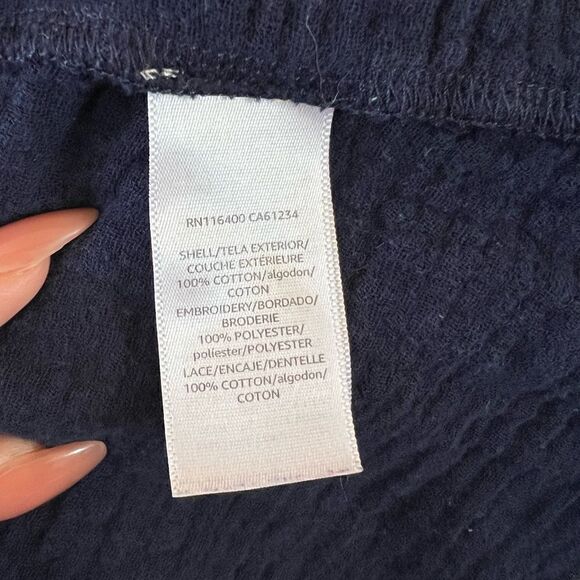 RN116400 CA61234
SHELL/TELA EXTERIOR/
COUCHE EXTÉRIEURE
100% COTTON/algodon/
COTON
EMBROIDERY/BORDADO/
BRODERIE
100% POLYESTER/
poliester/POLYESTER
LACE/ENCAJE/DENTELLE
100% COTTON/algodon/
COTON